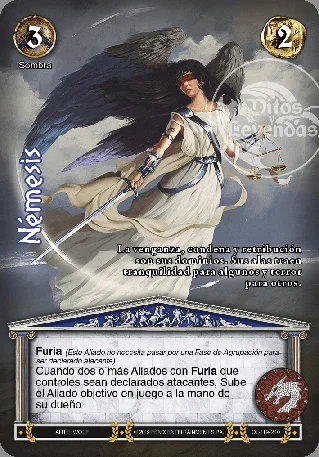 3
2
Sombra
Mitos
y
Leyendas
Némesis
La venganza, condena y retribución
son sus dominios. Sus alas traen
tranquilidad para algunos y terror
para otros.
Furia (Este Aliado no necesita pasar por una Fase de Agrupación para
ser declarado atacante)
Cuando dos o más Aliados con Furia que
controles sean declarados atacantes, Sube
el Aliado objetivo en juego a la mano de
su dueño